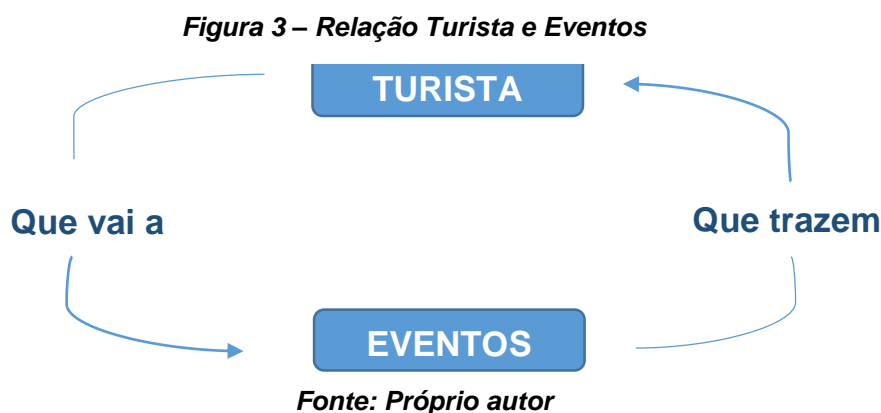 Figura 3 – Relação Turista e Eventos
TURISTA
Que vai a
Que trazem
EVENTOS
Fonte: Próprio autor